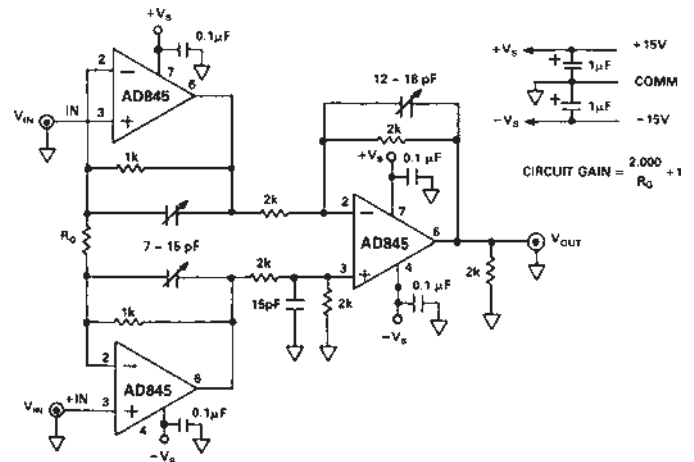 +VS
0.1µF
2
7
−
6
AD845
VIN
IN
3
+
1k
7 – 15 pF
RG
1k
2
−
6
AD845
VIN
+IN
3
+
4
0.1µF
−VS
2k
2k
15pF
2k
12 – 18 pF
2k
+VS
0.1 µF
2
−
7
AD845
6
3
+
4
0.1 µF
−VS
VOUT
2k
+VS
+15V
+
1µF
COMM
+
1µF
−VS
−15V
CIRCUIT GAIN = 2,000 / RG + 1